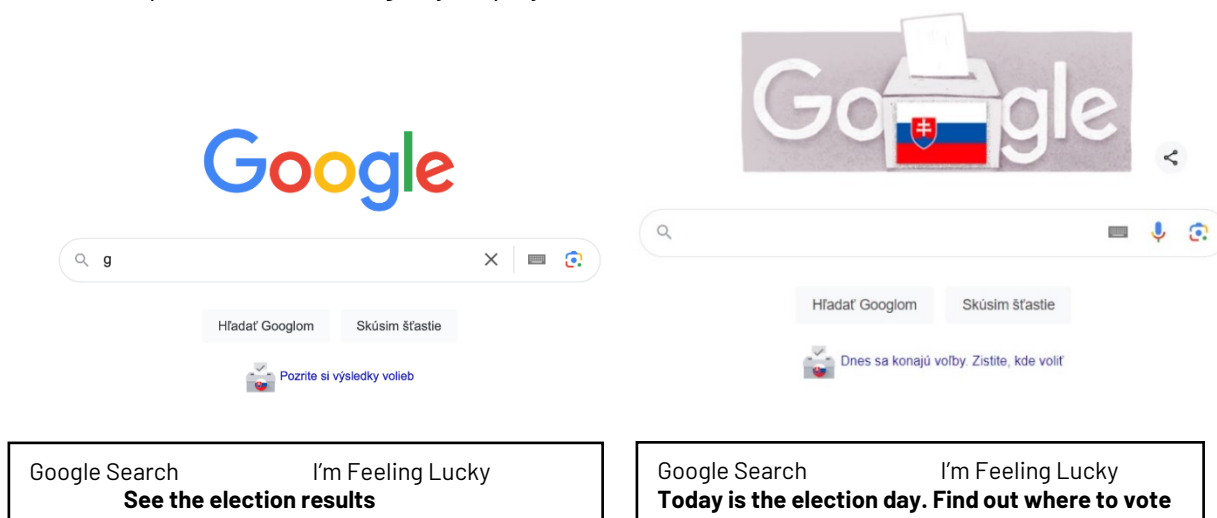 Google
g
Hľadať Googlom
Skúsim šťastie
Pozrite si výsledky volieb
Google Search I'm Feeling Lucky
See the election results
Google
Hľadať Googlom
Skúsim šťastie
Dnes sa konajú voľby. Zistite, kde voliť
Google Search I'm Feeling Lucky
Today is the election day. Find out where to vote